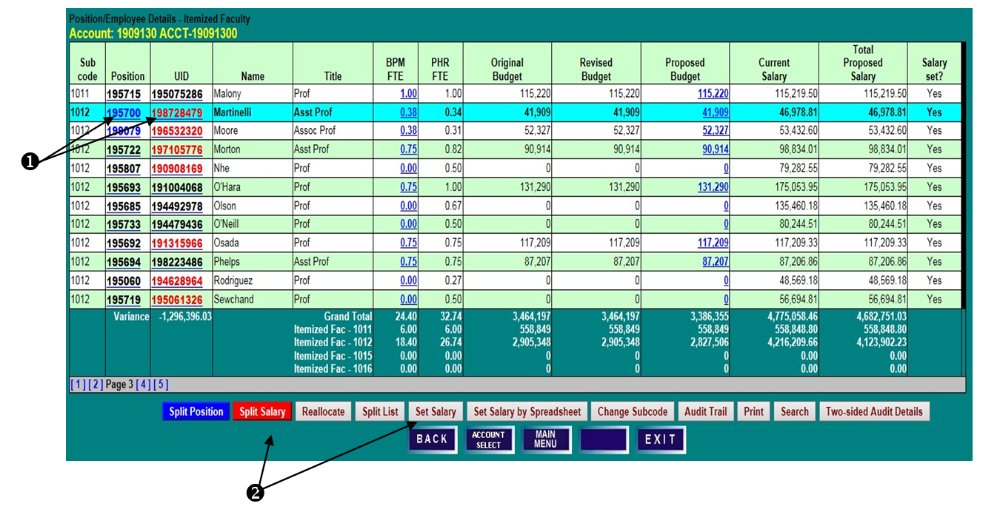 Position/Employee Details - Itemized Faculty
Account: 1909130 ACCT-19091300
Sub code Position UID Name Title BPM FTE PHR FTE Original Budget Revised Budget Proposed Budget Current Salary Total Proposed Salary Salary set?
1011 195715 195075286 Malony Prof 1.00 1.00 115,220 115,220 115,220 115,219.50 115,219.50 Yes
1012 195700 198728479 Martinelli Asst Prof 0.38 0.34 41,909 41,909 41,909 46,978.81 46,978.81 Yes
1012 199079 196532320 Moore Assoc Prof 0.38 0.31 52,327 52,327 52,327 53,432.60 53,432.60 Yes
1012 195722 197105776 Morton Asst Prof 0.75 0.82 90,914 90,914 90,914 98,834.01 98,834.01 Yes
1012 195807 190908169 Nhe Prof 0.00 0.50 0 0 0 79,282.55 79,282.55 Yes
1012 195693 191004068 O'Hara Prof 0.75 1.00 131,290 131,290 131,290 175,053.95 175,053.95 Yes
1012 195685 194492978 Olson Prof 0.00 0.67 0 0 0 135,460.18 135,460.18 Yes
1012 195733 194479436 O'Neill Prof 0.00 0.50 0 0 0 80,244.51 80,244.51 Yes
1012 195692 191315966 Osada Prof 0.75 0.75 117,209 117,209 117,209 117,209.33 117,209.33 Yes
1012 195694 198223486 Phelps Asst Prof 0.75 0.75 87,207 87,207 87,207 87,206.86 87,206.86 Yes
1012 195060 194628964 Rodriguez Prof 0.00 0.27 0 0 0 48,569.18 48,569.18 Yes
1012 195719 195061326 Sewchand Prof 0.00 0.50 0 0 0 56,694.81 56,694.81 Yes
Variance -1,296,396.03 Grand Total 24.40 32.74 3,464,197 3,464,197 3,386,355 4,775,058.46 4,682,751.03
Itemized Fac - 1011 6.00 6.00 558,849 558,849 558,849 558,848.80 558,848.80
Itemized Fac - 1012 18.40 26.74 2,905,348 2,905,348 2,827,506 4,216,209.66 4,123,902.23
Itemized Fac - 1015 0.00 0.00 0 0 0 0.00 0.00
Itemized Fac - 1016 0.00 0.00 0 0 0 0.00 0.00
[ 1 ] [ 2 ] Page 3 [ 4 ] [ 5 ]
Split Position Split Salary Reallocate Split List Set Salary Set Salary by Spreadsheet Change Subcode Audit Trail Print Search Two-sided Audit Details
BACK ACCOUNT SELECT MAIN MENU EXIT
❶
❷